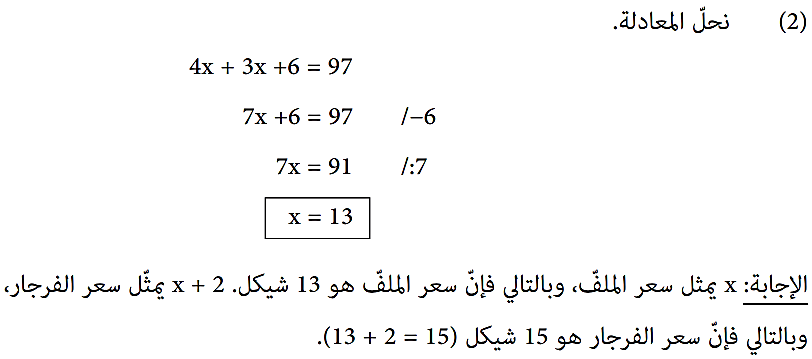 (2) نحلّ المعادلة.
4x + 3x +6 = 97
7x +6 = 97 /−6
7x = 91 /:7
x = 13
الإجابة: x يمثل سعر الملفّ، وبالتالي فإنّ سعر الملفّ هو 13 شيكل. x + 2 يمثّل سعر الفرجار،
وبالتالي فإنّ سعر الفرجار هو 15 شيكل (13 + 2 = 15).